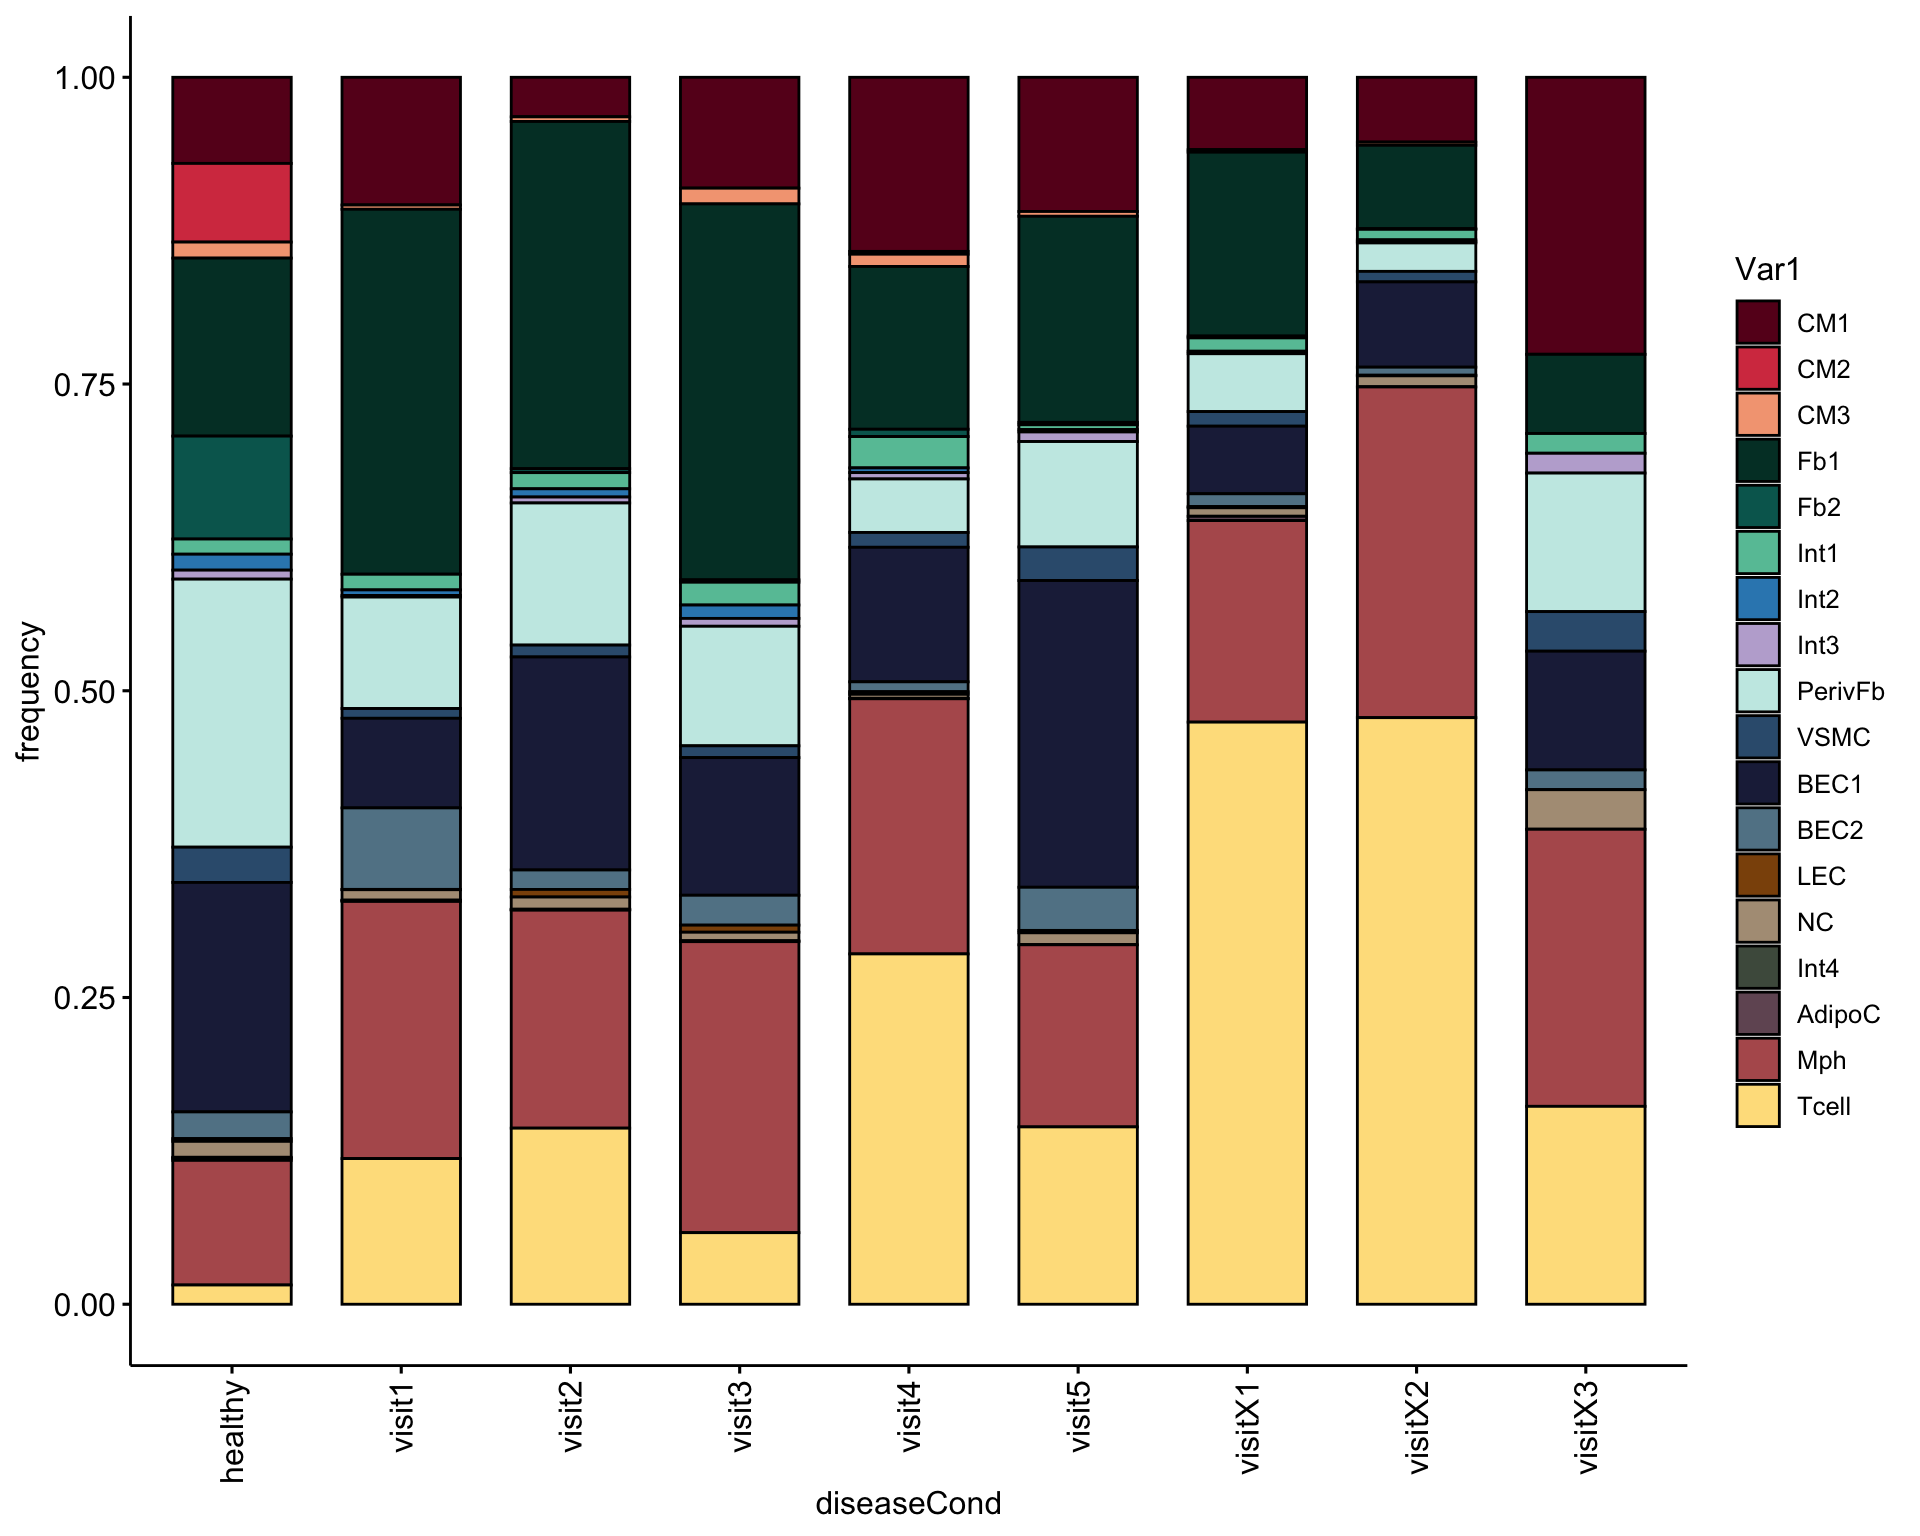 1.00
0.75
0.50
0.25
0.00
frequency
healthy
visit1
visit2
visit3
visit4
visit5
visitX1
visitX2
visitX3
diseaseCond
Var1
CM1
CM2
CM3
Fb1
Fb2
Int1
Int2
Int3
PerivFb
VSMC
BEC1
BEC2
LEC
NC
Int4
AdipoC
Mph
Tcell